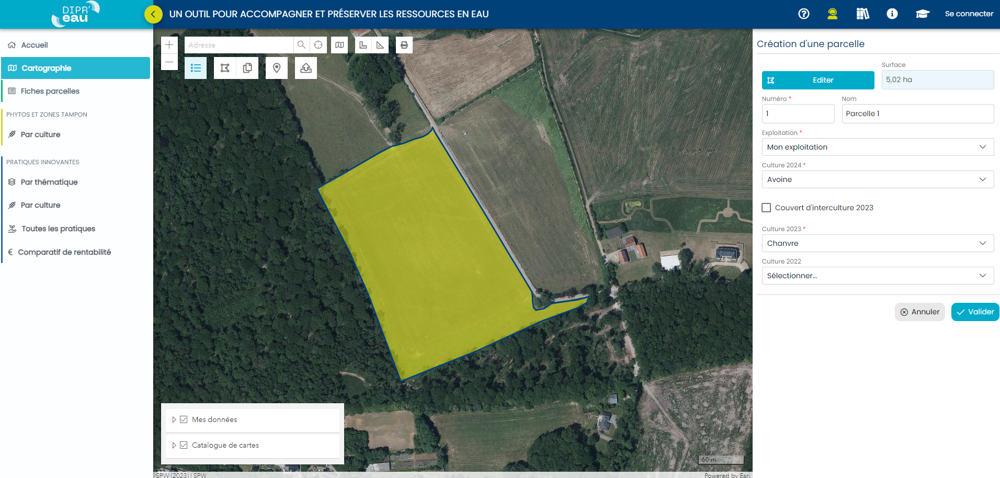 DIPR'
eau
UN OUTIL POUR ACCOMPAGNER ET PRÉSERVER LES RESSOURCES EN EAU
Se connecter
Accueil
Cartographie
Fiches parcelles
PHYTOS ET ZONES TAMPON
Par culture
PRATIQUES INNOVANTES
Par thématique
Par culture
Toutes les pratiques
€ Comparatif de rentabilité
Adresse
Mes données
Catalogue de cartes
60 m
SPW (2023) | SPW
Powered by Esri
Création d'une parcelle
Surface
Editer
5,02 ha
Numéro *
Nom
1
Parcelle 1
Exploitation *
Mon exploitation
Culture 2024 *
Avoine
Couvert d'interculture 2023
Culture 2023 *
Chanvre
Culture 2022
Sélectionner...
Annuler
Valider